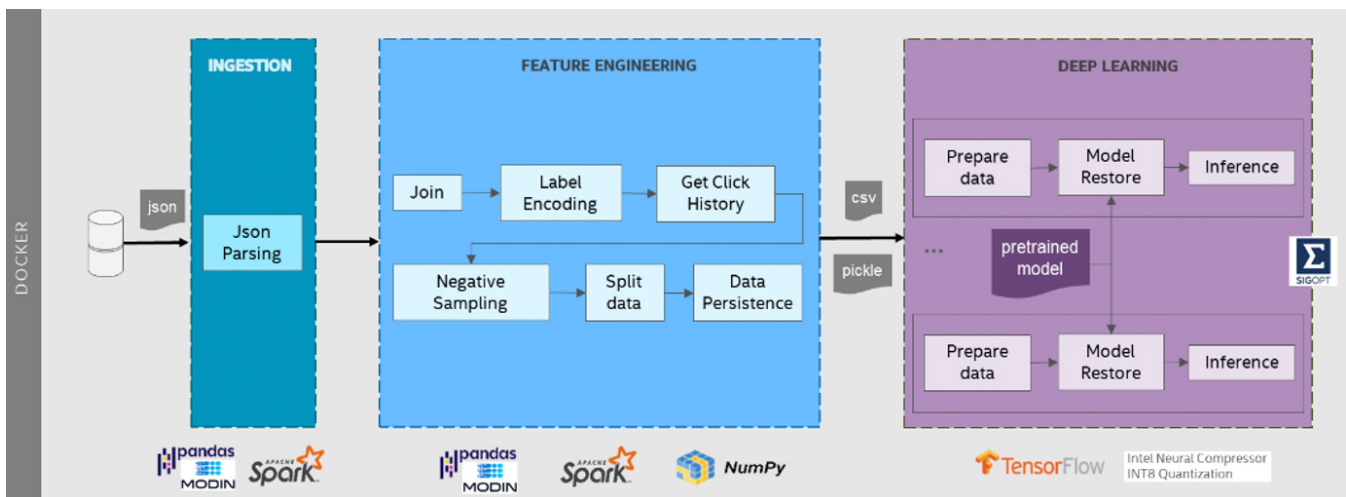 DOCKER
INGESTION
FEATURE ENGINEERING
DEEP LEARNING
json
Json
Parsing
Join
Label
Encoding
Get Click
History
Negative
Sampling
Split
data
Data
Persistence
csv
pickle
Prepare
data
Model
Restore
Inference
...
pretrained
model
Prepare
data
Model
Restore
Inference
SIGOPT
pandas
MODIN
APACHE
Spark
pandas
MODIN
APACHE
Spark
NumPy
TensorFlow
Intel Neural Compressor
INT8 Quantization